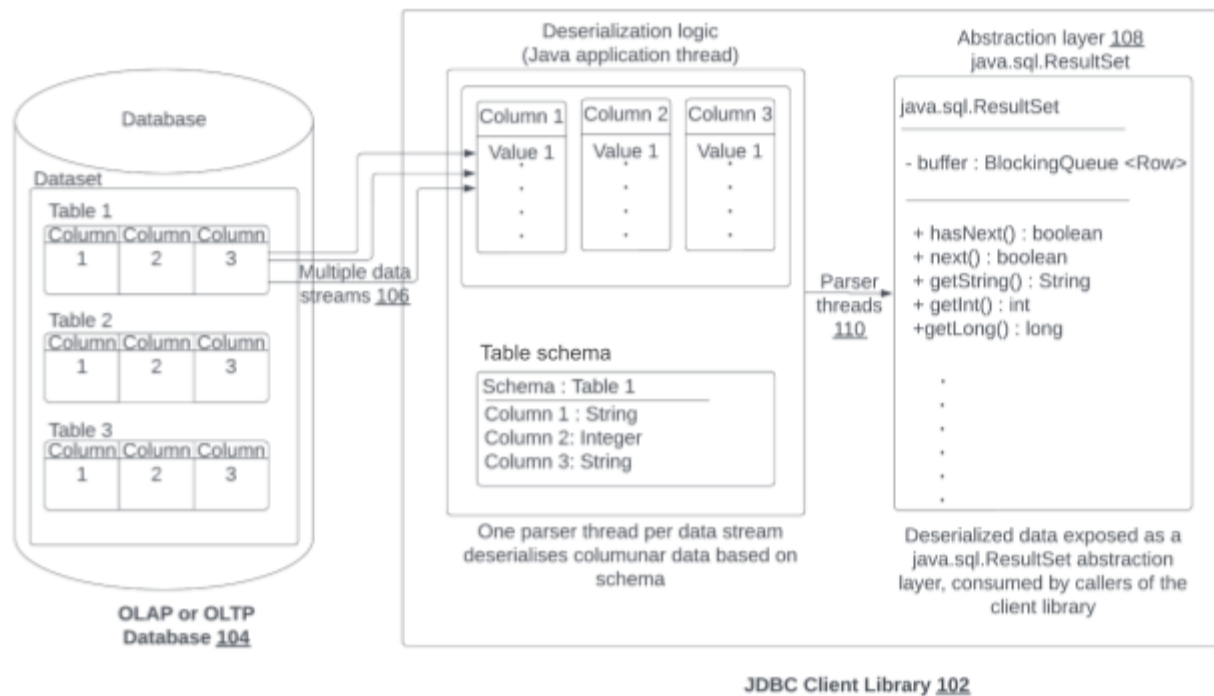 Database
Dataset
Table 1
Column Column Column
1 2 3
Table 2
Column Column Column
1 2 3
Table 3
Column Column Column
1 2 3
OLAP or OLTP
Database 104
Multiple data
streams 106
Deserialization logic
(Java application thread)
Column 1 Column 2 Column 3
Value 1 Value 1 Value 1
Table schema
Schema : Table 1
Column 1 : String
Column 2: Integer
Column 3: String
One parser thread per data stream
deserialises columunar data based on
schema
Parser
threads
110
Abstraction layer 108
java.sql.ResultSet
java.sql.ResultSet
- buffer : BlockingQueue <Row>
+ hasNext() : boolean
+ next() : boolean
+ getString() : String
+ getInt() : int
+getLong() : long
Deserialized data exposed as a
java.sql.ResultSet abstraction
layer, consumed by callers of the
client library
JDBC Client Library 102